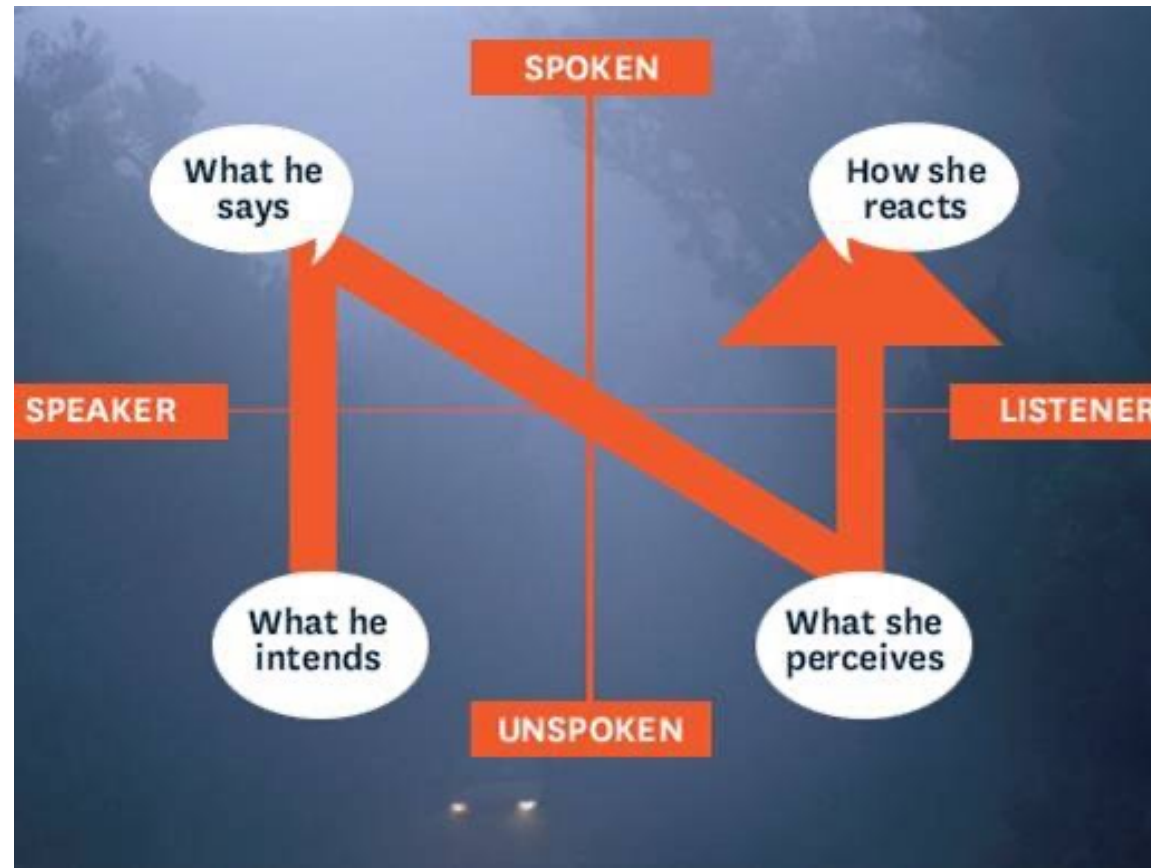 SPOKEN
What he
says
How she
reacts
SPEAKER
LISTENER
What he
intends
What she
perceives
UNSPOKEN